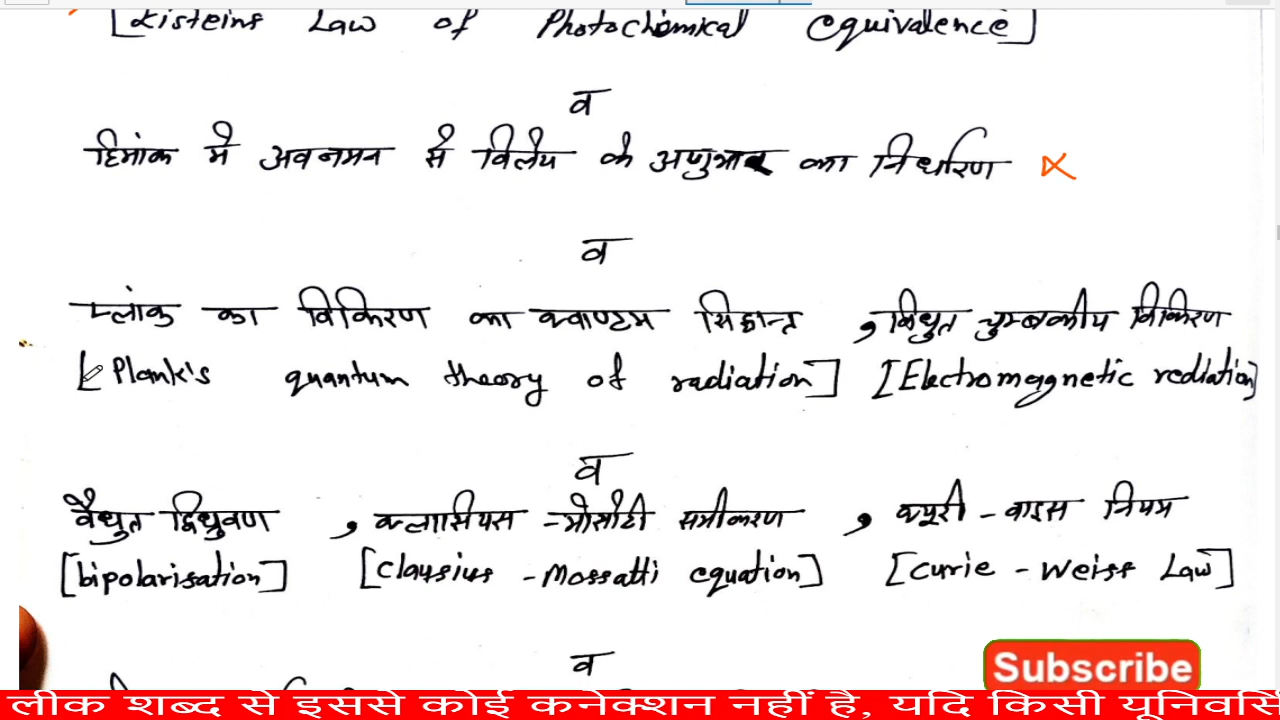 [Eisteins Law of Photochemical equivalence]
व
हिमांक में अवनमन से विलेय के अणुभार का निर्धारण
व
प्लांक का विकिरण का क्वाण्टम सिद्धान्त , विधुत चुम्बकीय विकिरण
[Plank's quantum theory of radiation] [Electromagnetic rediation]
व
वैधुत द्विध्रुवण , क्लासियस - मोसोटी समीकरण , क्यूरी - वाइस नियम
[bipolarisation] [clausius - Mossatti equation] [Curie - Weiss Law]
व
Subscribe
लीक शब्द से इससे कोई कनेक्शन नहीं है, यदि किसी यूनिवर्सि